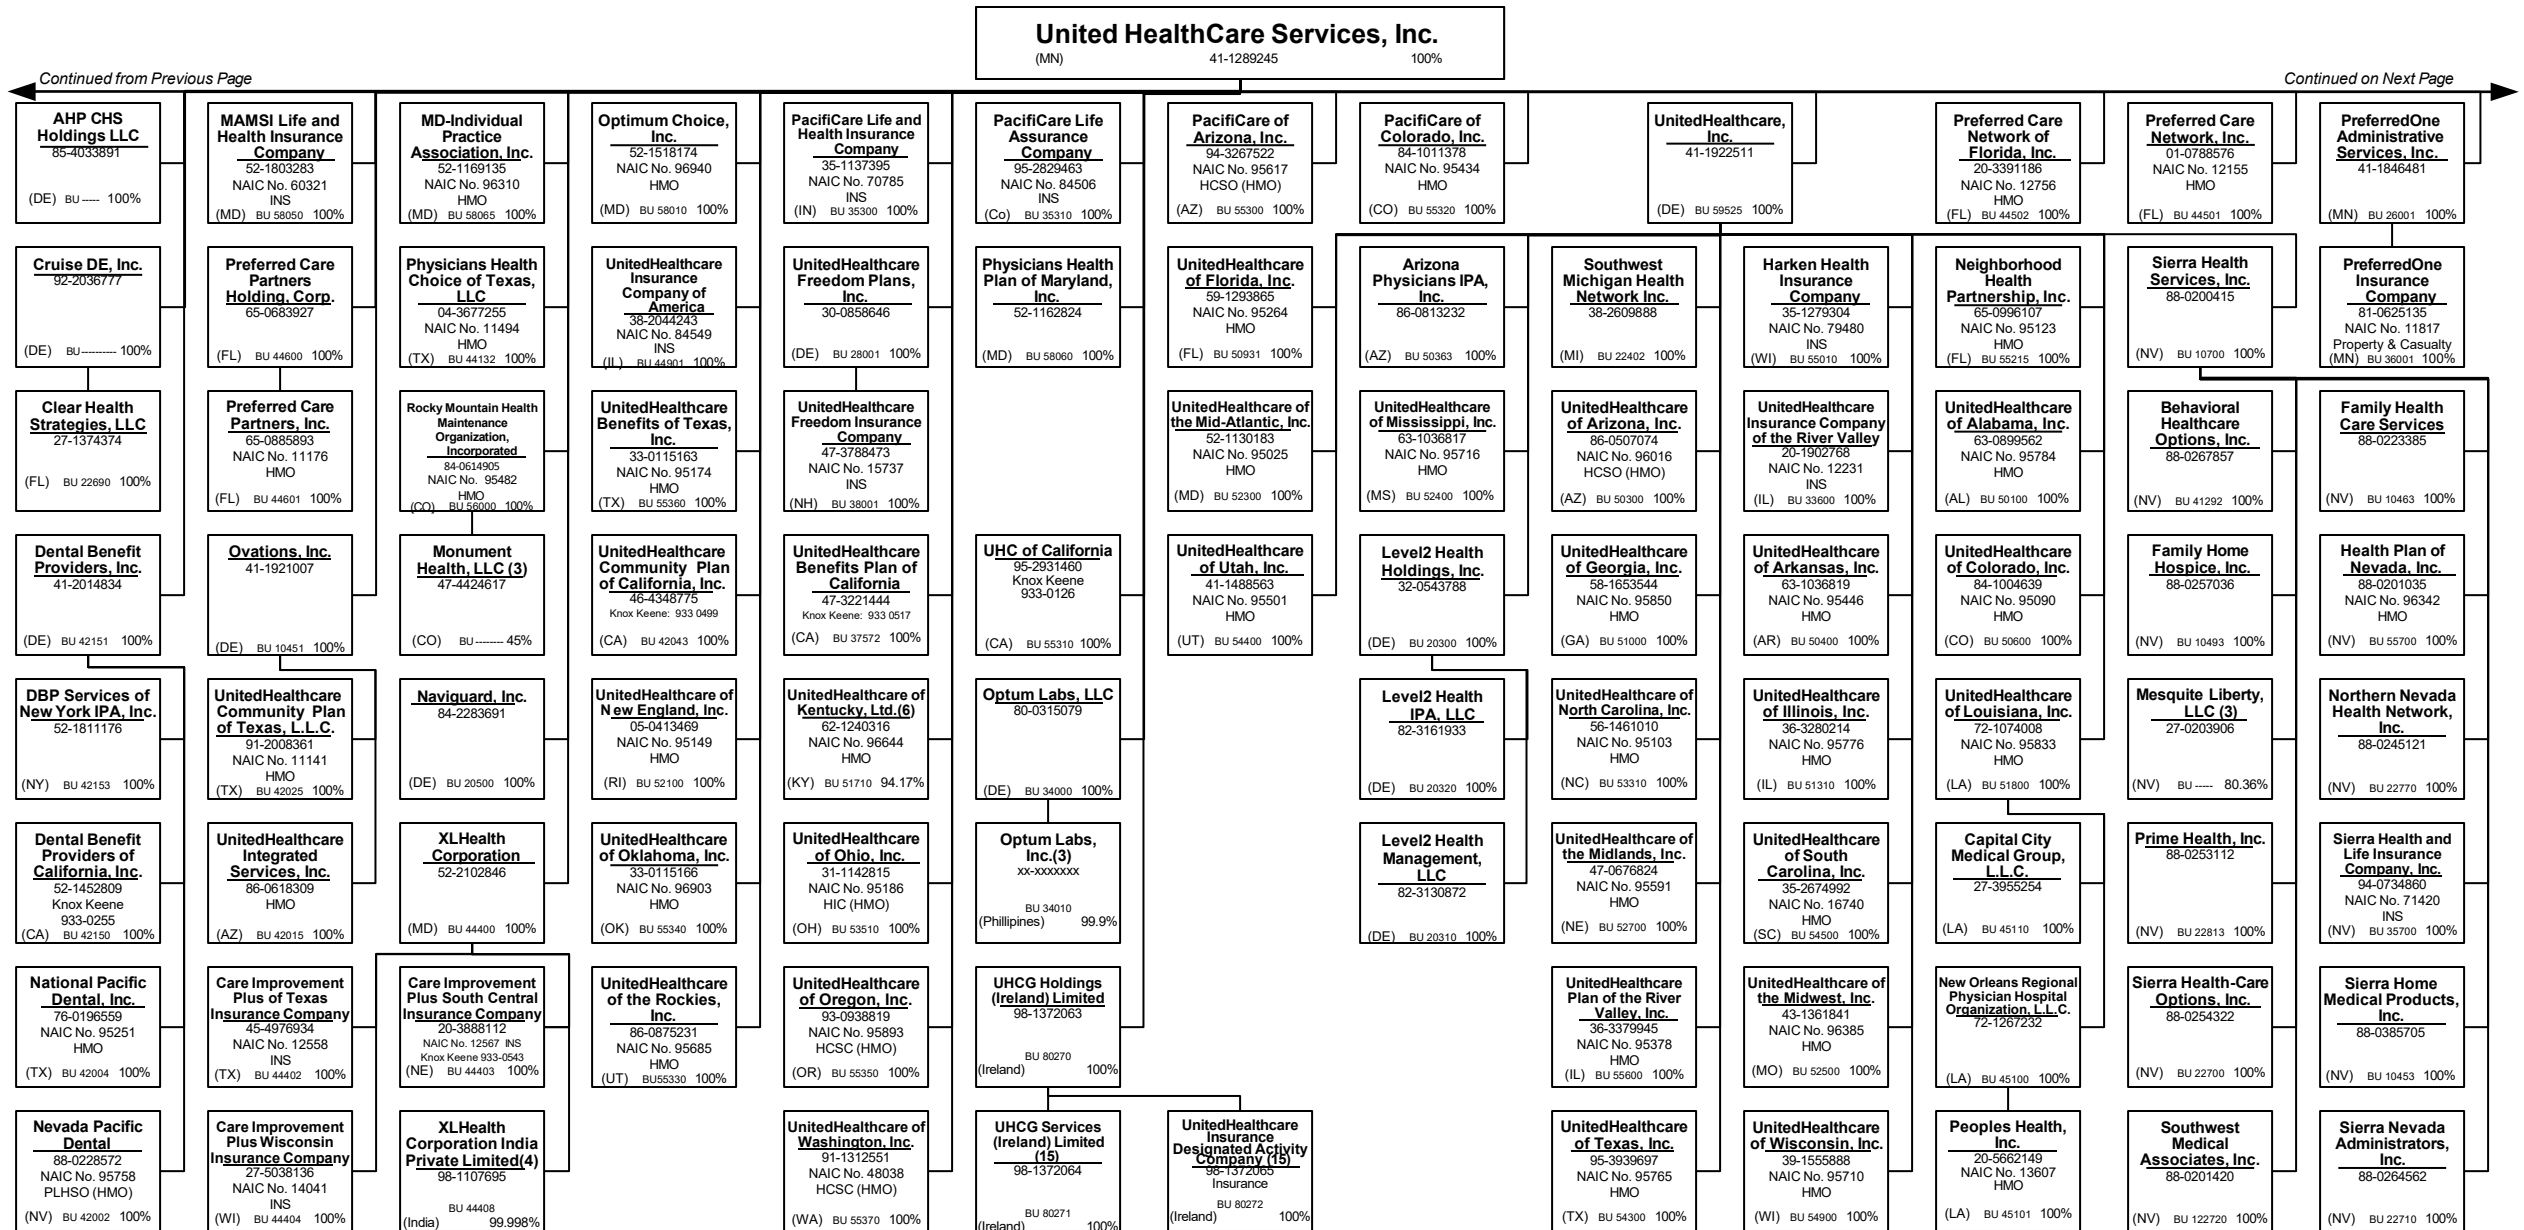 United HealthCare Services, Inc.
(MN) 41-1289245 100%
Continued from Previous Page
Continued on Next Page
AHP CHS
Holdings LLC
85-4033891
(DE) BU ----- 100%
MAMSI Life and
Health Insurance
Company
52-1803283
NAIC No. 60321
INS
(MD) BU 58050 100%
MD-Individual
Practice
Association, Inc.
52-1169135
NAIC No. 96310
HMO
(MD) BU 58065 100%
Optimum Choice,
Inc.
52-1518174
NAIC No. 96940
HMO
(MD) BU 58010 100%
PacifiCare Life and
Health Insurance
Company
35-1137395
NAIC No. 70785
INS
(IN) BU 35300 100%
PacifiCare Life
Assurance
Company
95-2829463
NAIC No. 84506
INS
(Co) BU 35310 100%
PacifiCare of
Arizona, Inc.
94-3267522
NAIC No. 95617
HCSO (HMO)
(AZ) BU 55300 100%
PacifiCare of
Colorado, Inc.
84-1011378
NAIC No. 95434
HMO
(CO) BU 55320 100%
UnitedHealthcare,
Inc.
41-1922511
(DE) BU 59525 100%
Preferred Care
Network of
Florida, Inc.
20-3391186
NAIC No. 12756
HMO
(FL) BU 44502 100%
Preferred Care
Network, Inc.
01-0788576
NAIC No. 12155
HMO
(FL) BU 44501 100%
PreferredOne
Administrative
Services, Inc.
41-1846481
(MN) BU 26001 100%
Cruise DE, Inc.
92-2036777
(DE) BU---------- 100%
Preferred Care
Partners
Holding, Corp.
65-0683927
(FL) BU 44600 100%
Physicians Health
Choice of Texas,
LLC
04-3677255
NAIC No. 11494
HMO
(TX) BU 44132 100%
UnitedHealthcare
Insurance
Company of
America
38-2044243
NAIC No. 84549
INS
(IL) BU 44901 100%
UnitedHealthcare
Freedom Plans,
Inc.
30-0858646
(DE) BU 28001 100%
Physicians Health
Plan of Maryland,
Inc.
52-1162824
(MD) BU 58060 100%
UnitedHealthcare
of Florida, Inc.
59-1293865
NAIC No. 95264
HMO
(FL) BU 50931 100%
Arizona
Physicians IPA,
Inc.
86-0813232
(AZ) BU 50363 100%
Southwest
Michigan Health
Network Inc.
38-2609888
(MI) BU 22402 100%
Harken Health
Insurance
Company
35-1279304
NAIC No. 79480
INS
(WI) BU 55010 100%
Neighborhood
Health
Partnership, Inc.
65-0996107
NAIC No. 95123
HMO
(FL) BU 55215 100%
Sierra Health
Services, Inc.
88-0200415
(NV) BU 10700 100%
PreferredOne
Insurance
Company
81-0625135
NAIC No. 11817
Property & Casualty
(MN) BU 36001 100%
Clear Health
Strategies, LLC
27-1374374
(FL) BU 22690 100%
Preferred Care
Partners, Inc.
65-0885893
NAIC No. 11176
HMO
(FL) BU 44601 100%
Rocky Mountain Health
Maintenance
Organization,
Incorporated
84-0614905
NAIC No. 95482
HMO
(CO) BU 56000 100%
UnitedHealthcare
Benefits of Texas,
Inc.
33-0115163
NAIC No. 95174
HMO
(TX) BU 55360 100%
UnitedHealthcare
Freedom Insurance
Company
47-3788473
NAIC No. 15737
INS
(NH) BU 38001 100%
UnitedHealthcare of
the Mid-Atlantic, Inc.
52-1130183
NAIC No. 95025
HMO
(MD) BU 52300 100%
UnitedHealthcare
of Mississippi, Inc.
63-1036817
NAIC No. 95716
HMO
(MS) BU 52400 100%
UnitedHealthcare
of Arizona, Inc.
86-0507074
NAIC No. 96016
HCSO (HMO)
(AZ) BU 50300 100%
UnitedHealthcare
Insurance Company
of the River Valley
20-1902768
NAIC No. 12231
INS
(IL) BU 33600 100%
UnitedHealthcare
of Alabama, Inc.
63-0899562
NAIC No. 95784
HMO
(AL) BU 50100 100%
Behavioral
Healthcare
Options, Inc.
88-0267857
(NV) BU 41292 100%
Family Health
Care Services
88-0223385
(NV) BU 10463 100%
Dental Benefit
Providers, Inc.
41-2014834
(DE) BU 42151 100%
Ovations, Inc.
41-1921007
(DE) BU 10451 100%
Monument
Health, LLC (3)
47-4424617
(CO) BU -------- 45%
UnitedHealthcare
Community Plan
of California, Inc.
46-4348775
Knox Keene: 933 0499
(CA) BU 42043 100%
UnitedHealthcare
Benefits Plan of
California
47-3221444
Knox Keene: 933 0517
(CA) BU 37572 100%
UHC of California
95-2931460
Knox Keene
933-0126
(CA) BU 55310 100%
UnitedHealthcare
of Utah, Inc.
41-1488563
NAIC No. 95501
HMO
(UT) BU 54400 100%
Level2 Health
Holdings, Inc.
32-0543788
(DE) BU 20300 100%
UnitedHealthcare
of Georgia, Inc.
58-1653544
NAIC No. 95850
HMO
(GA) BU 51000 100%
UnitedHealthcare
of Arkansas, Inc.
63-1036819
NAIC No. 95446
HMO
(AR) BU 50400 100%
UnitedHealthcare
of Colorado, Inc.
84-1004639
NAIC No. 95090
HMO
(CO) BU 50600 100%
Family Home
Hospice, Inc.
88-0257036
(NV) BU 10493 100%
Health Plan of
Nevada, Inc.
88-0201035
NAIC No. 96342
HMO
(NV) BU 55700 100%
DBP Services of
New York IPA, Inc.
52-1811176
(NY) BU 42153 100%
UnitedHealthcare
Community Plan
of Texas, L.L.C.
91-2008361
NAIC No. 11141
HMO
(TX) BU 42025 100%
Naviguard, Inc.
84-2283691
(DE) BU 20500 100%
UnitedHealthcare of
New England, Inc.
05-0413469
NAIC No. 95149
HMO
(RI) BU 52100 100%
UnitedHealthcare of
Kentucky, Ltd.(6)
62-1240316
NAIC No. 96644
HMO
(KY) BU 51710 94.17%
Optum Labs, LLC
80-0315079
(DE) BU 34000 100%
Level2 Health
IPA, LLC
82-3161933
(DE) BU 20320 100%
UnitedHealthcare of
North Carolina, Inc.
56-1461010
NAIC No. 95103
HMO
(NC) BU 53310 100%
UnitedHealthcare
of Illinois, Inc.
36-3280214
NAIC No. 95776
HMO
(IL) BU 51310 100%
UnitedHealthcare
of Louisiana, Inc.
72-1074008
NAIC No. 95833
HMO
(LA) BU 51800 100%
Mesquite Liberty,
LLC (3)
27-0203906
(NV) BU ----- 80.36%
Northern Nevada
Health Network,
Inc.
88-0245121
(NV) BU 22770 100%
Dental Benefit
Providers of
California, Inc.
52-1452809
Knox Keene
933-0255
(CA) BU 42150 100%
UnitedHealthcare
Integrated
Services, Inc.
86-0618309
HMO
(AZ) BU 42015 100%
XLHealth
Corporation
52-2102846
(MD) BU 44400 100%
UnitedHealthcare
of Oklahoma, Inc.
33-0115166
NAIC No. 96903
HMO
(OK) BU 55340 100%
UnitedHealthcare
of Ohio, Inc.
31-1142815
NAIC No. 95186
HIC (HMO)
(OH) BU 53510 100%
Optum Labs,
Inc.(3)
xx-xxxxxxx
BU 34010
(Phillipines) 99.9%
Level2 Health
Management,
LLC
82-3130872
(DE) BU 20310 100%
UnitedHealthcare of
the Midlands, Inc.
47-0676824
NAIC No. 95591
HMO
(NE) BU 52700 100%
UnitedHealthcare
of South
Carolina, Inc.
35-2674992
NAIC No. 16740
HMO
(SC) BU 54500 100%
Capital City
Medical Group,
L.L.C.
27-3955254
(LA) BU 45110 100%
Prime Health, Inc.
88-0253112
(NV) BU 22813 100%
Sierra Health and
Life Insurance
Company, Inc.
94-0734860
NAIC No. 71420
INS
(NV) BU 35700 100%
National Pacific
Dental, Inc.
76-0196559
NAIC No. 95251
HMO
(TX) BU 42004 100%
Care Improvement
Plus of Texas
Insurance Company
45-4976934
NAIC No. 12558
INS
(TX) BU 44402 100%
Care Improvement
Plus South Central
Insurance Company
20-3888112
NAIC No. 12567 INS
Knox Keene 933-0543
(NE) BU 44403 100%
UnitedHealthcare
of the Rockies,
Inc.
86-0875231
NAIC No. 95685
HMO
(UT) BU55330 100%
UnitedHealthcare
of Oregon, Inc.
93-0938819
NAIC No. 95893
HCSC (HMO)
(OR) BU 55350 100%
UHCG Holdings
(Ireland) Limited
98-1372063
BU 80270
(Ireland) 100%
UnitedHealthcare
Plan of the River
Valley, Inc.
36-3379945
NAIC No. 95378
HMO
(IL) BU 55600 100%
UnitedHealthcare of
the Midwest, Inc.
43-1361841
NAIC No. 96385
HMO
(MO) BU 52500 100%
New Orleans Regional
Physician Hospital
Organization, L.L.C.
72-1267232
(LA) BU 45100 100%
Sierra Health-Care
Options, Inc.
88-0254322
(NV) BU 22700 100%
Sierra Home
Medical Products,
Inc.
88-0385705
(NV) BU 10453 100%
Nevada Pacific
Dental
88-0228572
NAIC No. 95758
PLHSO (HMO)
(NV) BU 42002 100%
Care Improvement
Plus Wisconsin
Insurance Company
27-5038136
NAIC No. 14041
INS
(WI) BU 44404 100%
XLHealth
Corporation India
Private Limited(4)
98-1107695
BU 44408
(India) 99.998%
UnitedHealthcare of
Washington, Inc.
91-1312551
NAIC No. 48038
HCSC (HMO)
(WA) BU 55370 100%
UHCG Services
(Ireland) Limited
(15)
98-1372064
BU 80271
(Ireland) 100%
UnitedHealthcare
Insurance
Designated Activity
Company (15)
98-1372065
Insurance
BU 80272
(Ireland) 100%
UnitedHealthcare
of Texas, Inc.
95-3939697
NAIC No. 95765
HMO
(TX) BU 54300 100%
UnitedHealthcare
of Wisconsin, Inc.
39-1555888
NAIC No. 95710
HMO
(WI) BU 54900 100%
Peoples Health,
Inc.
20-5662149
NAIC No. 13607
HMO
(LA) BU 45101 100%
Southwest
Medical
Associates, Inc.
88-0201420
(NV) BU 122720 100%
Sierra Nevada
Administrators,
Inc.
88-0264562
(NV) BU 22710 100%